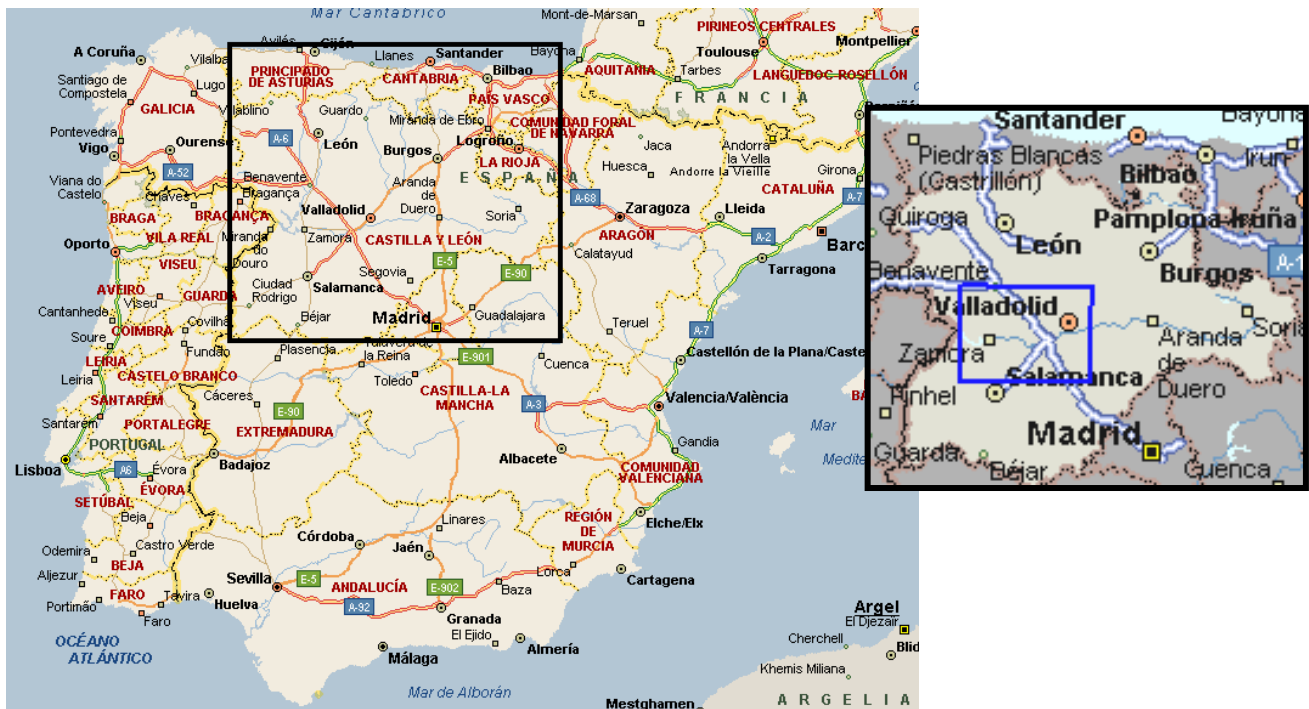 Mar Cantábrico
Mont-de-Marsan
PIRINEOS CENTRALES
A Coruña
Avilés
Gijón
Llanes
Santander
Bayona
Toulouse
Montpellier
Vilalba
PRINCIPADO
DE ASTURIAS
CANTABRIA
Bilbao
AQUITANIA
Tarbes
LANGUEDOC ROSELLÓN
Santiago de
Compostela
Lugo
GALICIA
Vilablino
Guardo
PAÍS VASCO
FRANCIA
Miranda de Ebro
COMUNIDAD FORAL
DE NAVARRA
Pontevedra
Vigo
Ourense
A-6
León
Burgos
Logroño
LA RIOJA
Jaca
Huesca
Andorra
la Vella
Andorre la Vieille
A-52
Viana do
Castelo
Chaves
Benavente
Bragança
Aranda
de
Duero
ESPAÑA
Girona
CATALUÑA
A-7
BRAGA
BRAGANÇA
Valladolid
Soria
A-68
Zaragoza
Lleida
Oporto
VILA REAL
Miranda
do
Douro
Zamora
CASTILLA Y LEÓN
ARAGÓN
A-2
Barc
VISEU
E-5
E-90
Calatayud
Tarragona
AVEIRO
Viseu
GUARDA
Ciudad
Rodrigo
Salamanca
Segovia
Cantanhede
COIMBRA
Covilhã
Béjar
Madrid
Guadalajara
Teruel
A-7
Soure
LEIRIA
Fundão
Plasencia
Talavera de
la Reina
E-901
Cuenca
Castellón de la Plana/Caste
Leiria
CASTELO BRANCO
Toledo
SANTARÉM
Cáceres
CASTILLA-LA
MANCHA
A-3
Valencia/València
Santarém
PORTALEGRE
E-90
EXTREMADURA
Mar
PORTUGAL
Gandia
Lisboa
A6
Évora
Badajoz
Albacete
COMUNIDAD
VALENCIANA
Medite
SETÚBAL
ÉVORA
Beja
Linares
REGIÓN
DE
MURCIA
Elche/Elx
Odemira
Castro Verde
BEJA
Córdoba
Jaén
Aljezur
FARO
Tavira
Sevilla
E-5
ANDALUCÍA
E-902
Lorca
Cartagena
Portimão
Faro
Huelva
A-92
Baza
Granada
OCÉANO
ATLÁNTICO
El Ejido
Almería
Málaga
Argel
El Djezair
Cherchell
Blid
Khemis Miliana
Mar de Alborán
Mestghamen
ARGELIA
Santander
Bayona
Piedras Blancas
(Castrillón)
Irun
Bilbao
Quiroga
León
Pamplona-Iruña
Burgos
A-1
Benavente
Valladolid
Soria
Zamora
Aranda
de
Duero
Pinhel
Salamanca
Madrid
Guarda
Béjar
Cuenca